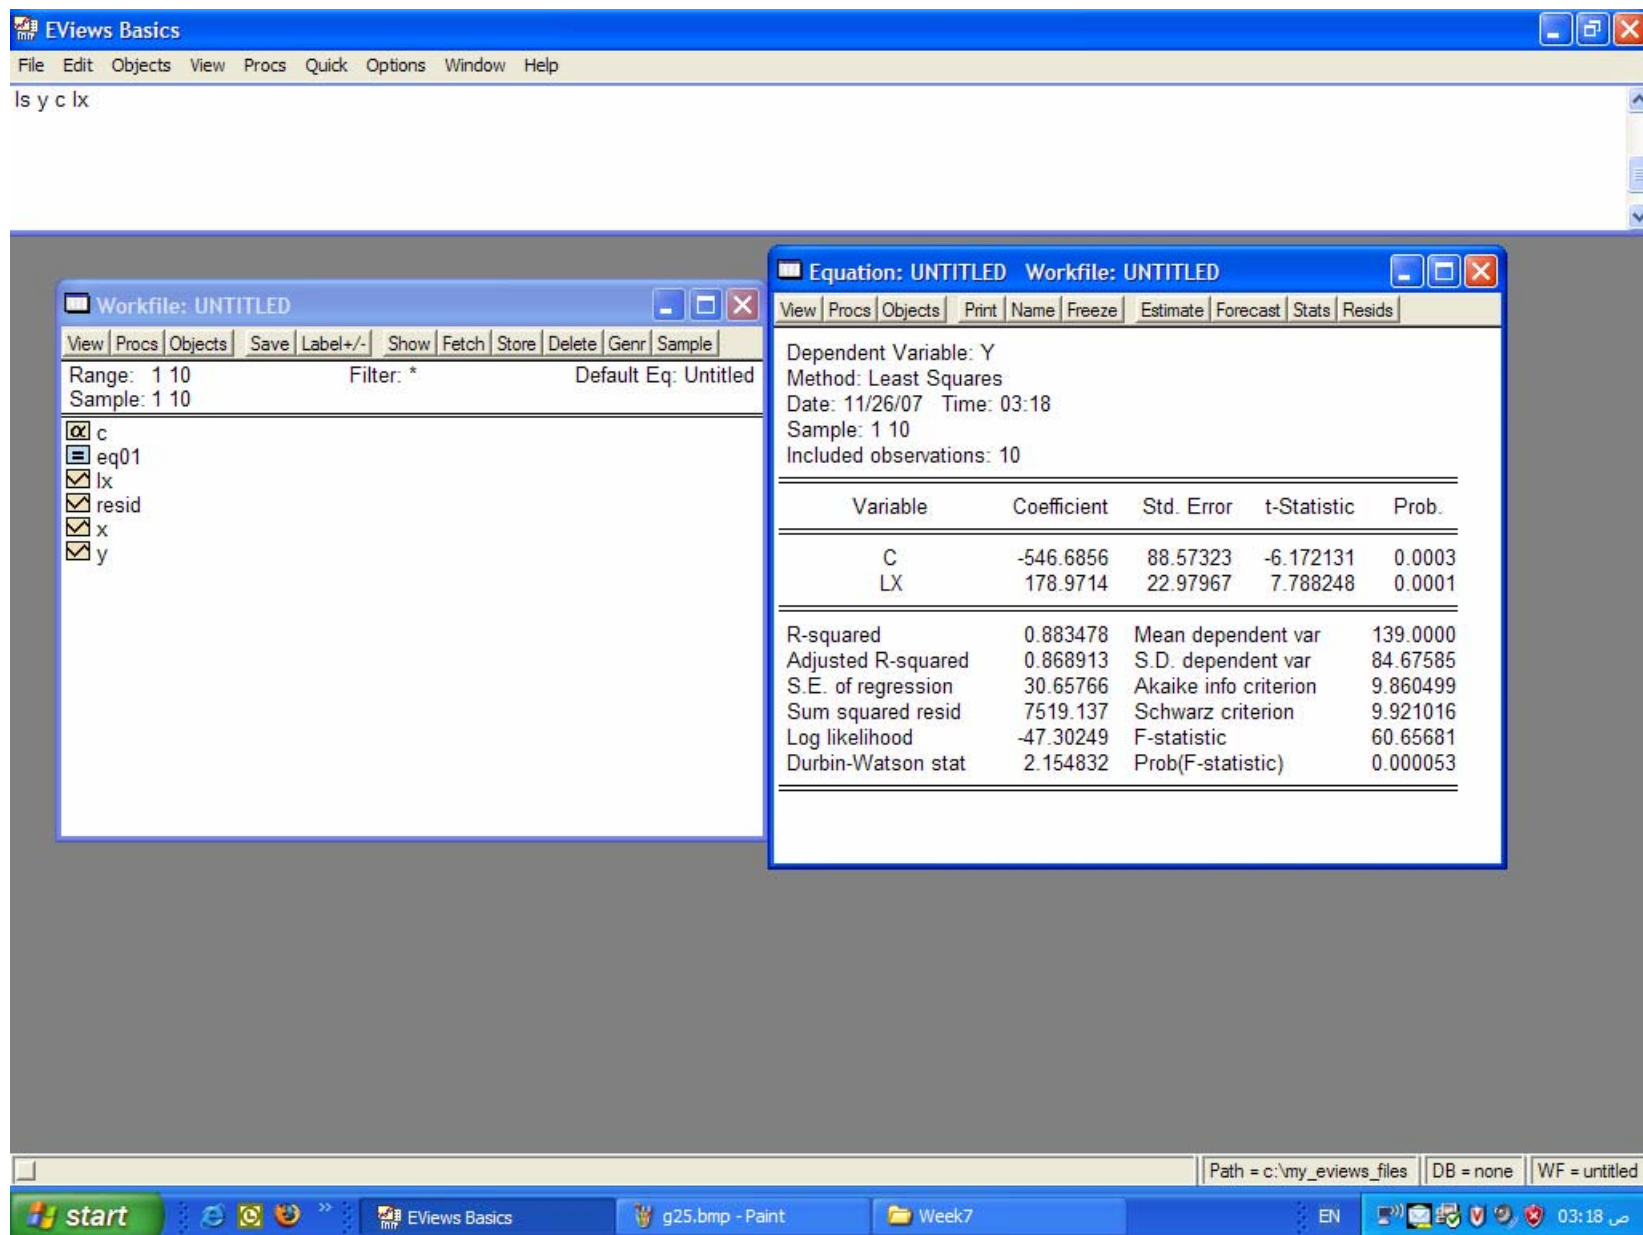 EViews Basics
File Edit Objects View Procs Quick Options Window Help
ls y c lx
Workfile: UNTITLED
View Procs Objects Save Label+/- Show Fetch Store Delete Genr Sample
Range: 1 10 Filter: * Default Eq: Untitled
Sample: 1 10
c
eq01
lx
resid
x
y
Equation: UNTITLED Workfile: UNTITLED
View Procs Objects Print Name Freeze Estimate Forecast Stats Resids
Dependent Variable: Y
Method: Least Squares
Date: 11/26/07 Time: 03:18
Sample: 1 10
Included observations: 10
Variable Coefficient Std. Error t-Statistic Prob.
C -546.6856 88.57323 -6.172131 0.0003
LX 178.9714 22.97967 7.788248 0.0001
R-squared 0.883478 Mean dependent var 139.0000
Adjusted R-squared 0.868913 S.D. dependent var 84.67585
S.E. of regression 30.65766 Akaike info criterion 9.860499
Sum squared resid 7519.137 Schwarz criterion 9.921016
Log likelihood -47.30249 F-statistic 60.65681
Durbin-Watson stat 2.154832 Prob(F-statistic) 0.000053
Path = c:\my_eviews_files DB = none WF = untitled
start EViews Basics g25.bmp - Paint Week7 EN 03:18 ص